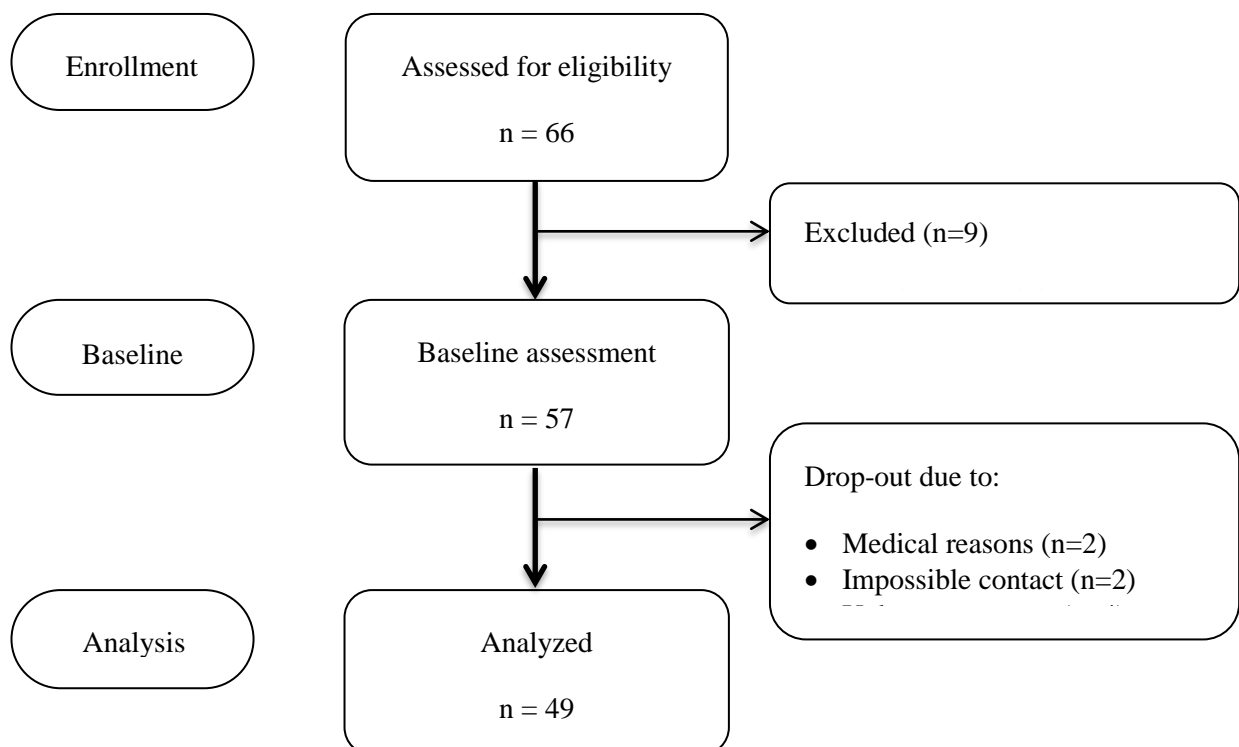 Enrollment
Assessed for eligibility
n = 66
Excluded (n=9)
Baseline
Baseline assessment
n = 57
Drop-out due to:
• Medical reasons (n=2)
• Impossible contact (n=2)
Analysis
Analyzed
n = 49